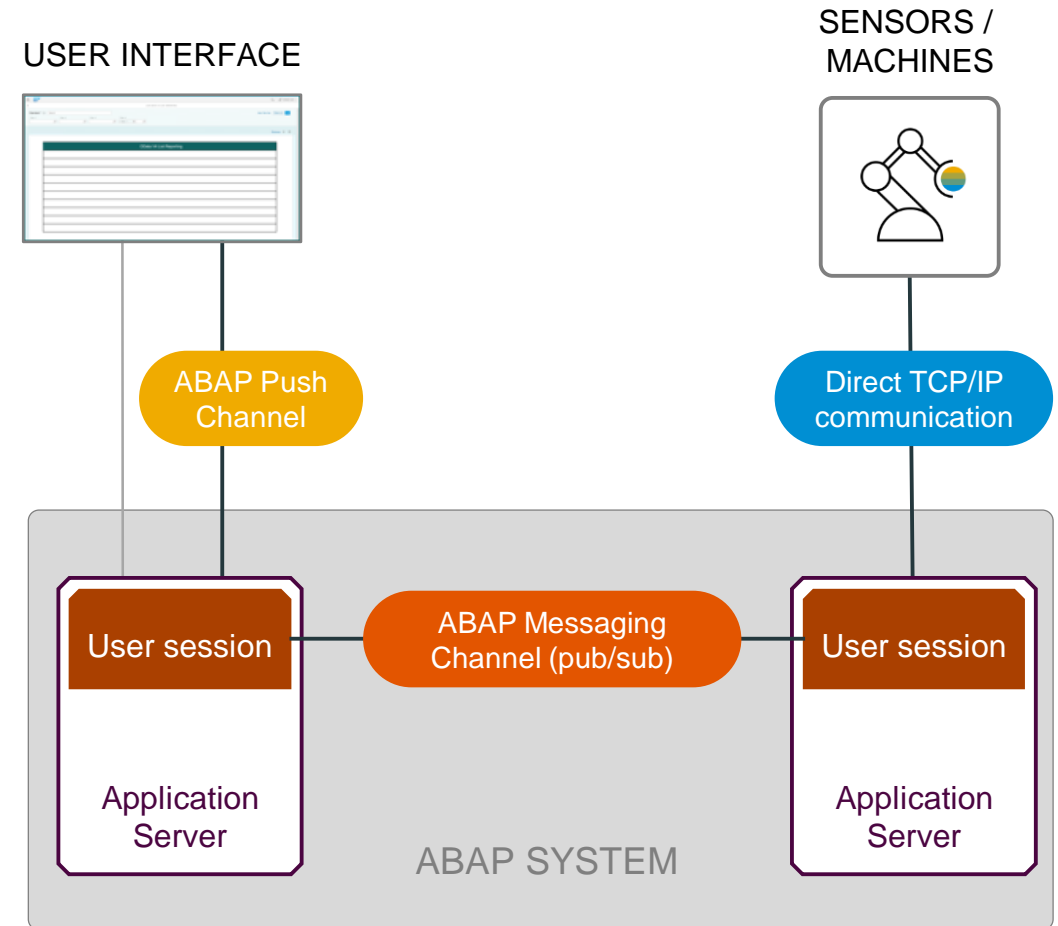 USER INTERFACE
SENSORS /
MACHINES
ABAP Push
Channel
Direct TCP/IP
communication
User session
ABAP Messaging
Channel (pub/sub)
User session
Application
Server
Application
Server
ABAP SYSTEM